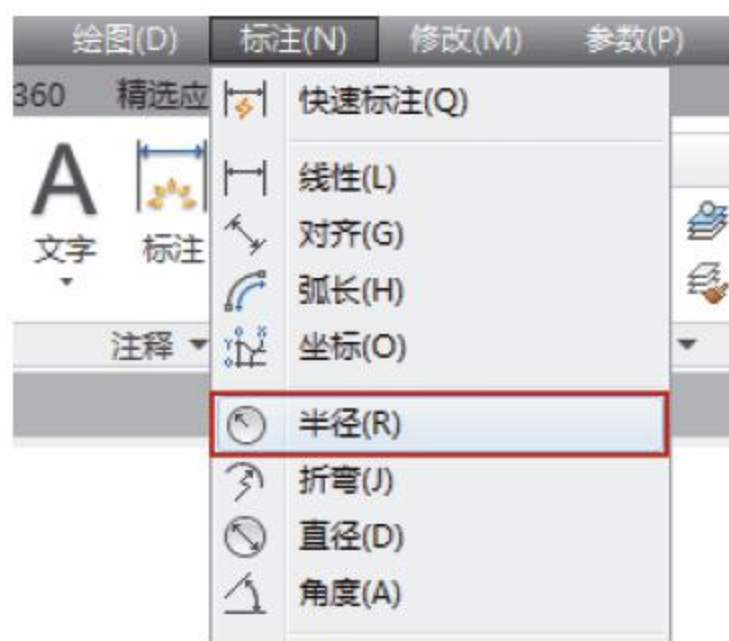 绘图(D) 标注(N) 修改(M) 参数(P)
360 精选应
快速标注(Q)
线性(L)
A
对齐(G)
文字 标注
弧长(H)
注释
坐标(O)
半径(R)
折弯(J)
直径(D)
角度(A)